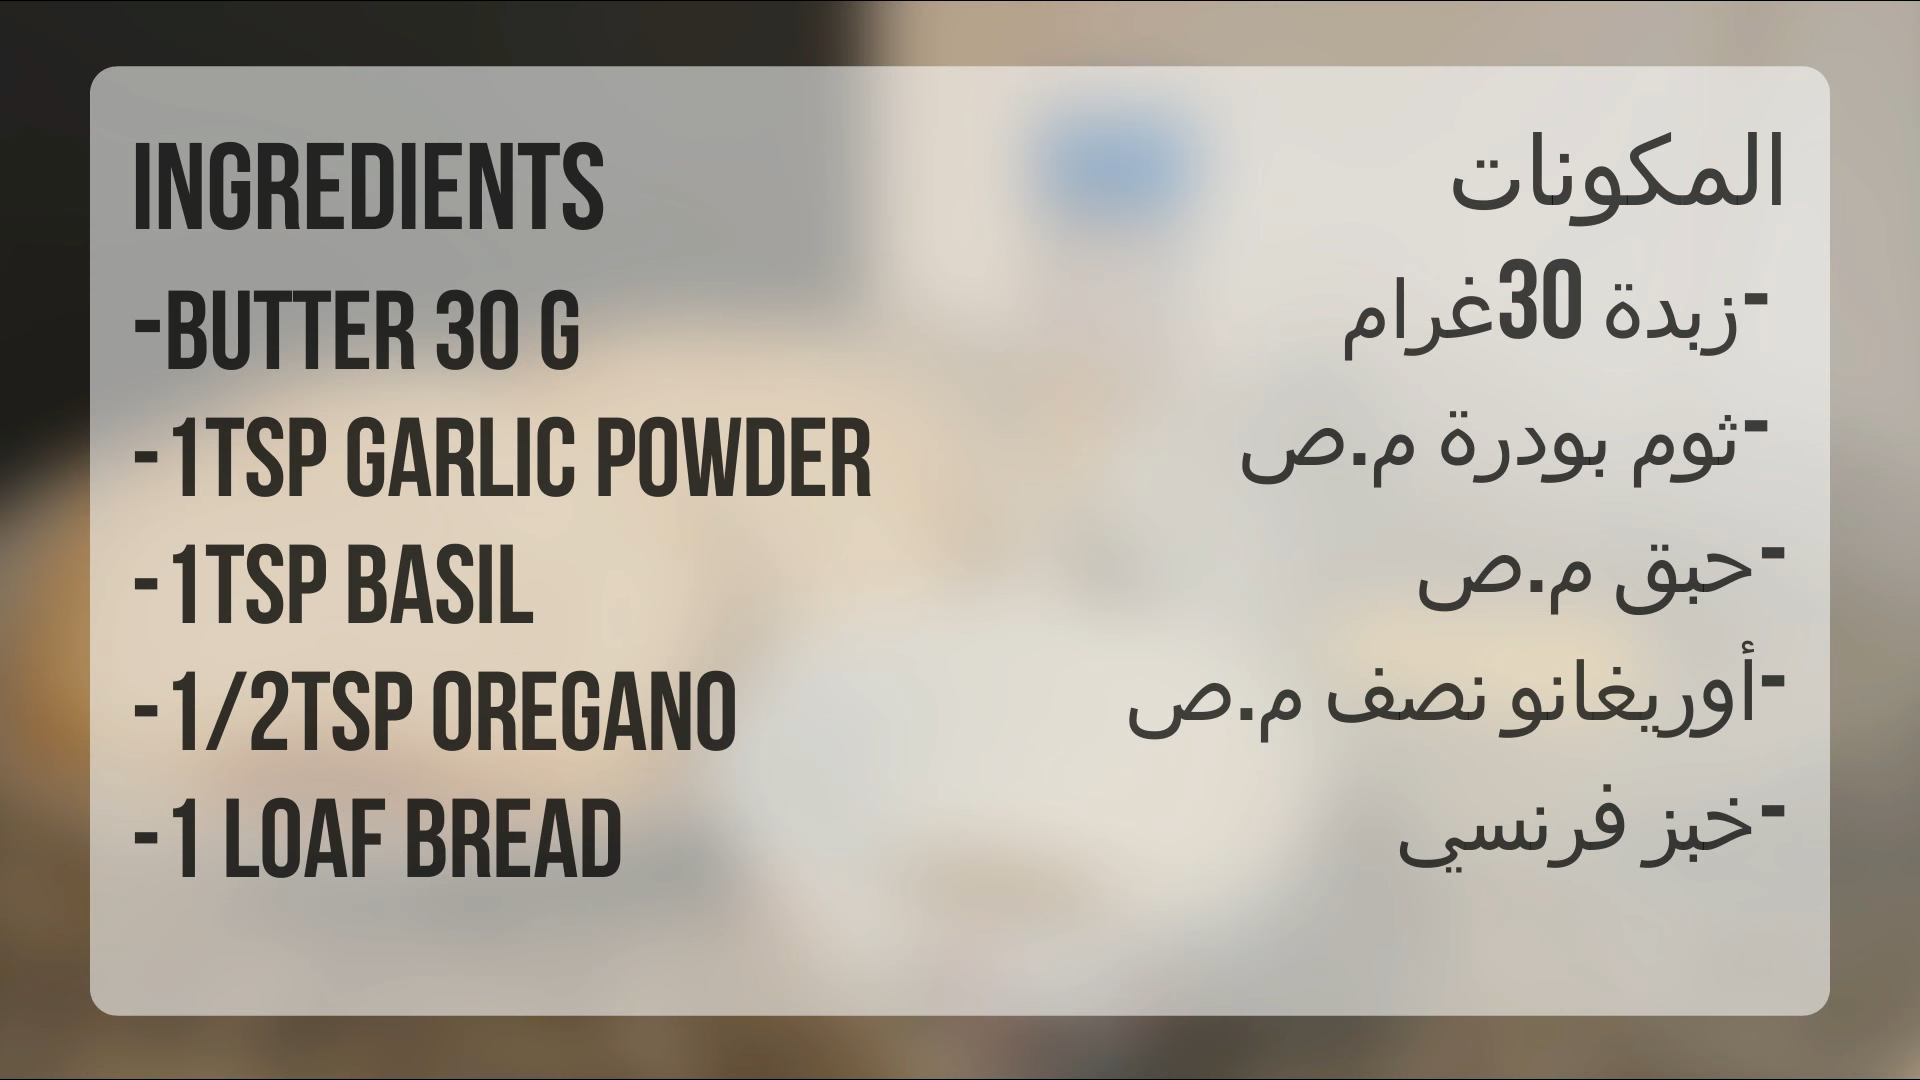 INGREDIENTS
-BUTTER 30 G
-1TSP GARLIC POWDER
-1TSP BASIL
-1/2TSP OREGANO
-1 LOAF BREAD
المكونات
-زبدة 30غرام
-ثوم بودرة م.ص
-حبق م.ص
-أوريغانو نصف م.ص
-خبز فرنسي